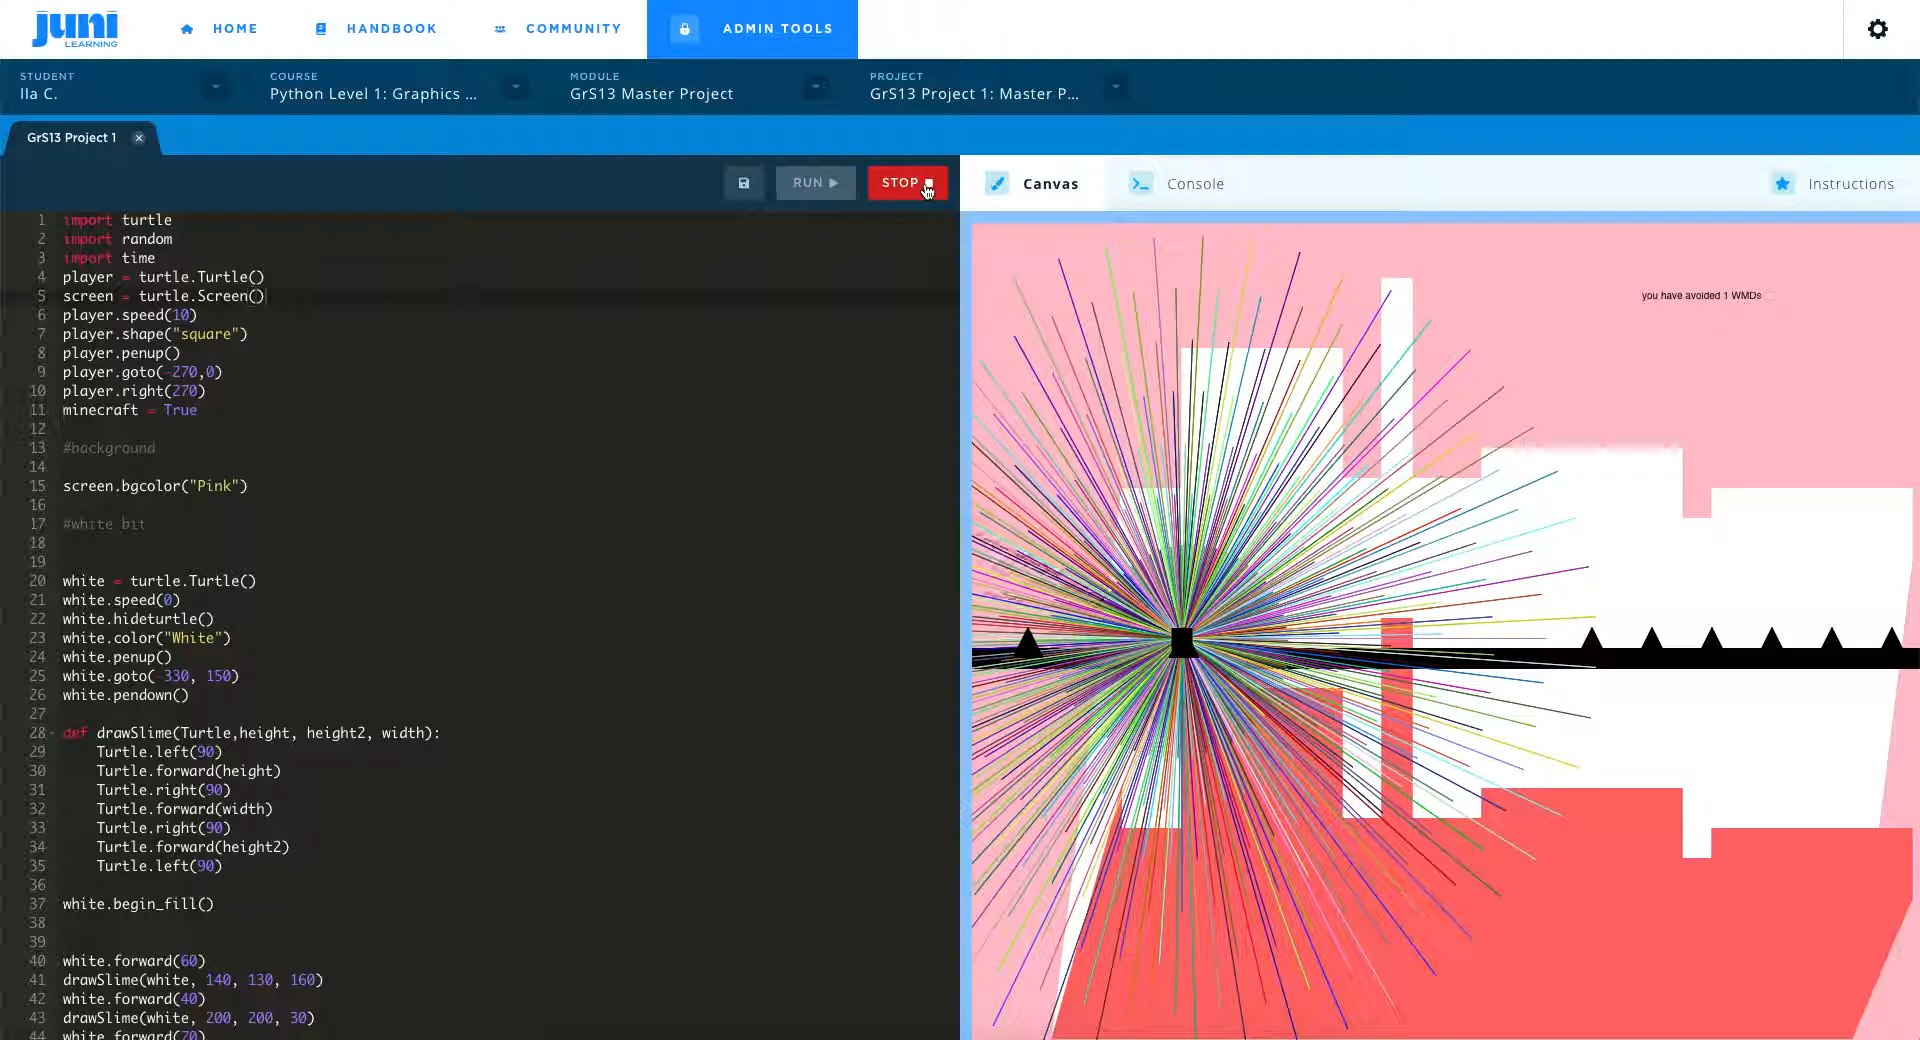 juni
LEARNING
HOME
HANDBOOK
COMMUNITY
ADMIN TOOLS
STUDENT
Ila C.
COURSE
Python Level 1: Graphics ...
MODULE
GrS13 Master Project
PROJECT
GrS13 Project 1: Master P...
GrS13 Project 1
RUN
STOP
Canvas
Console
Instructions
1 import turtle
2 import random
3 import time
4 player = turtle.Turtle()
5 screen = turtle.Screen()
6 player.speed(10)
7 player.shape("square")
8 player.penup()
9 player.goto(-270,0)
10 player.right(270)
11 minecraft = True
12
13 #background
14
15 screen.bgcolor("Pink")
16
17 #white bit
18
19
20 white = turtle.Turtle()
21 white.speed(0)
22 white.hideturtle()
23 white.color("White")
24 white.penup()
25 white.goto(-330, 150)
26 white.pendown()
27
28 def drawSlime(Turtle,height, height2, width):
29 Turtle.left(90)
30 Turtle.forward(height)
31 Turtle.right(90)
32 Turtle.forward(width)
33 Turtle.right(90)
34 Turtle.forward(height2)
35 Turtle.left(90)
36
37 white.begin_fill()
38
39
40 white.forward(60)
41 drawSlime(white, 140, 130, 160)
42 white.forward(40)
43 drawSlime(white, 200, 200, 30)
44 white.forward(70)
you have avoided 1 WMDs